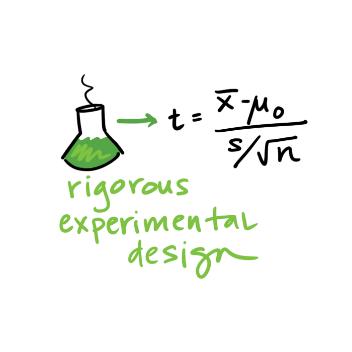 t = x̄-μ₀
s/√n
rigorous
experimental
design